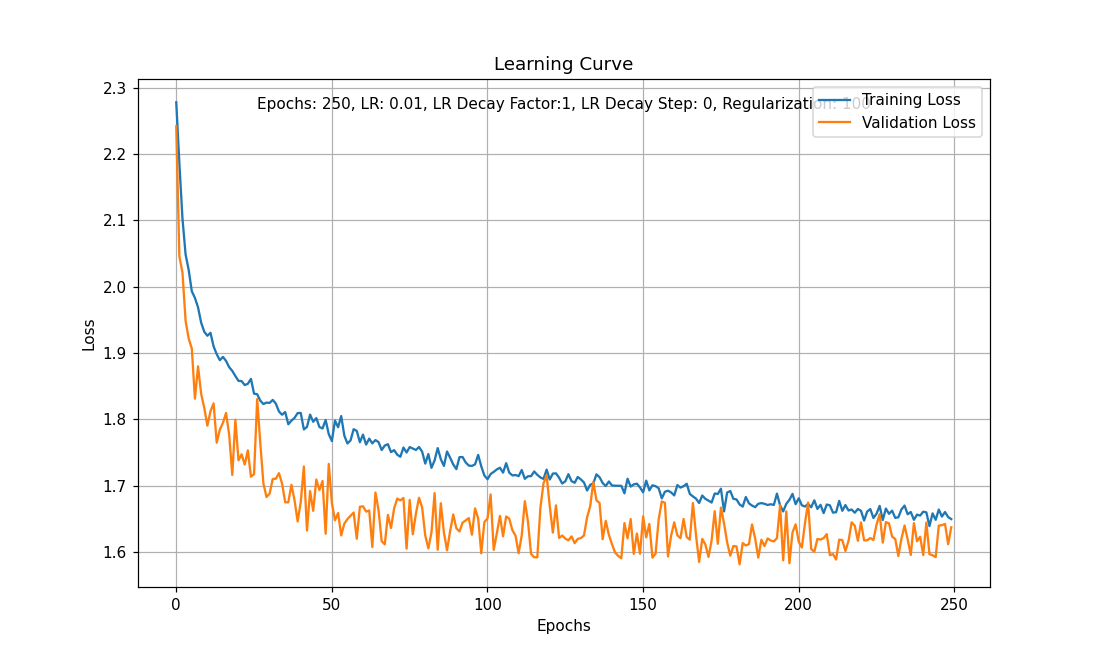 Learning Curve
Epochs: 250, LR: 0.01, LR Decay Factor:1, LR Decay Step: 0, Regularization: 100
Training Loss
Validation Loss
2.3
2.2
2.1
2.0
1.9
1.8
1.7
1.6
Loss
0 50 100 150 200 250
Epochs